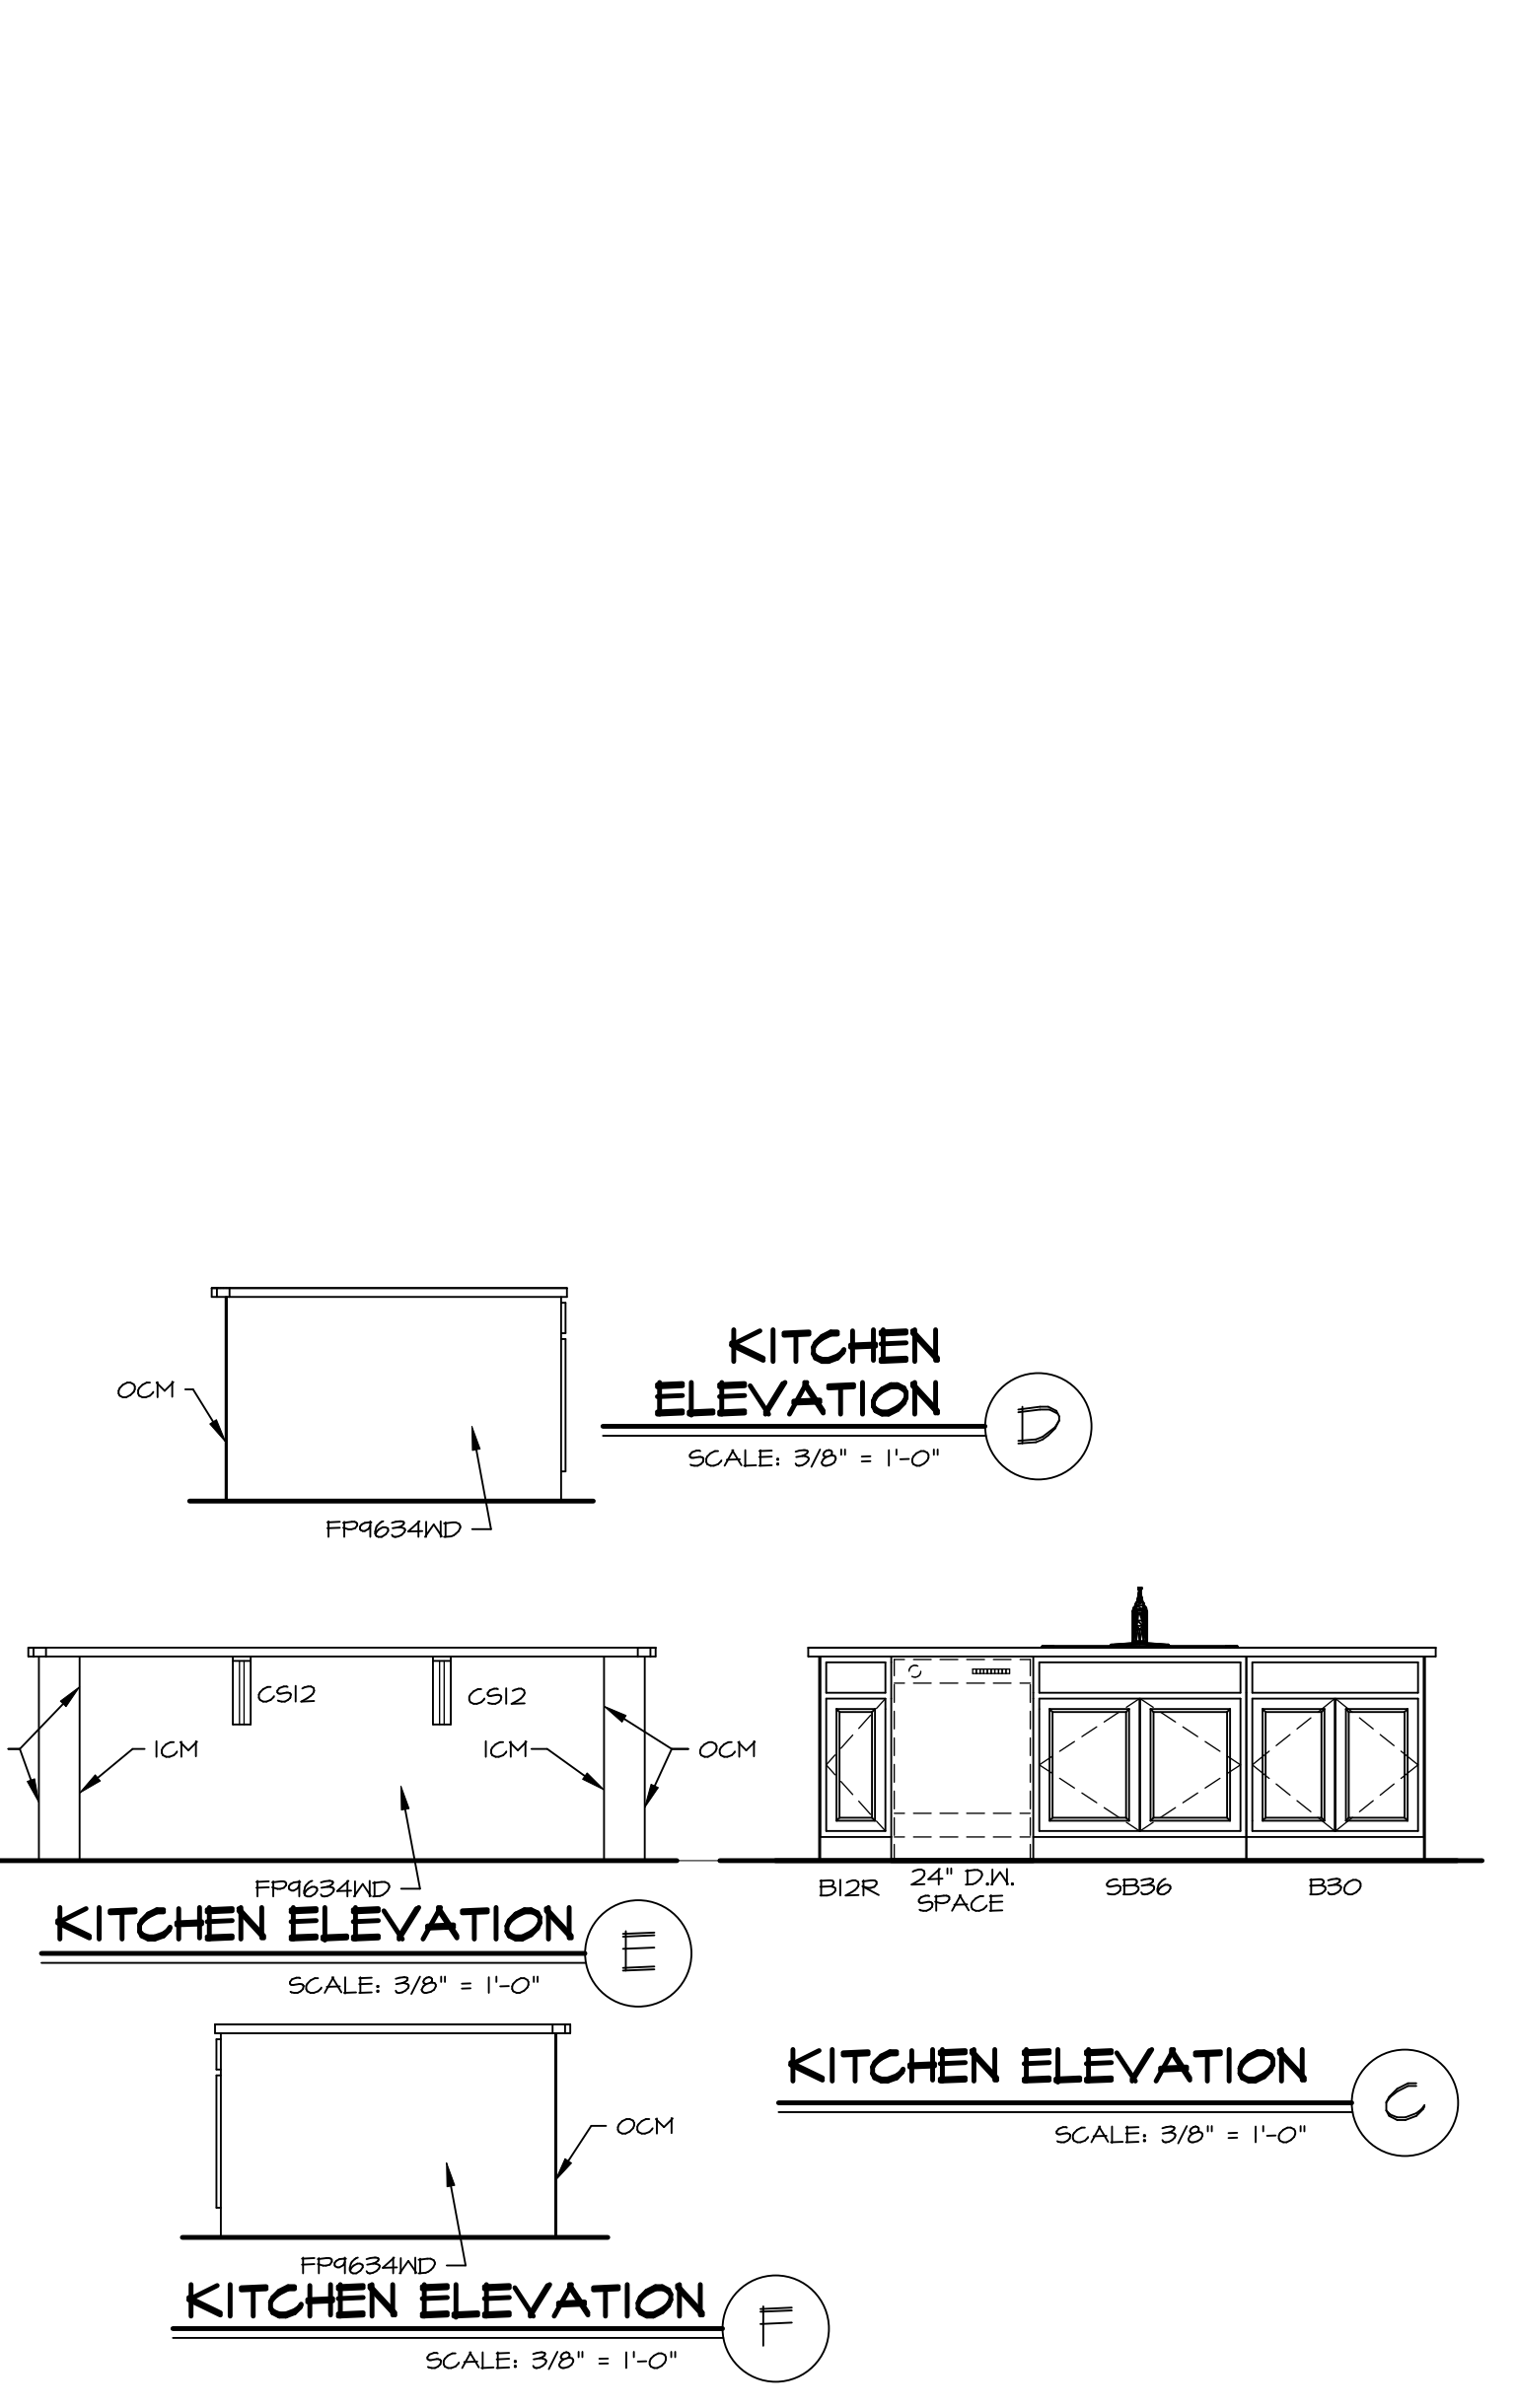 KITCHEN
ELEVATION
D
SCALE: 3/8" = 1'-0"
OCM
FP9634WD
CS12
CS12
ICM
ICM
OCM
FP9634WD
KITCHEN ELEVATION
E
SCALE: 3/8" = 1'-0"
B12R
24" D.W.
SPACE
SB36
B30
KITCHEN ELEVATION
C
SCALE: 3/8" = 1'-0"
OCM
FP9634WD
KITCHEN ELEVATION
F
SCALE: 3/8" = 1'-0"